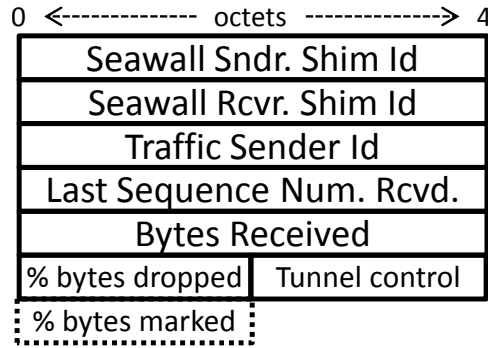 0 <------------ octets ------------> 4
Seawall Sndr. Shim Id
Seawall Rcvr. Shim Id
Traffic Sender Id
Last Sequence Num. Rcvd.
Bytes Received
% bytes dropped Tunnel control
% bytes marked